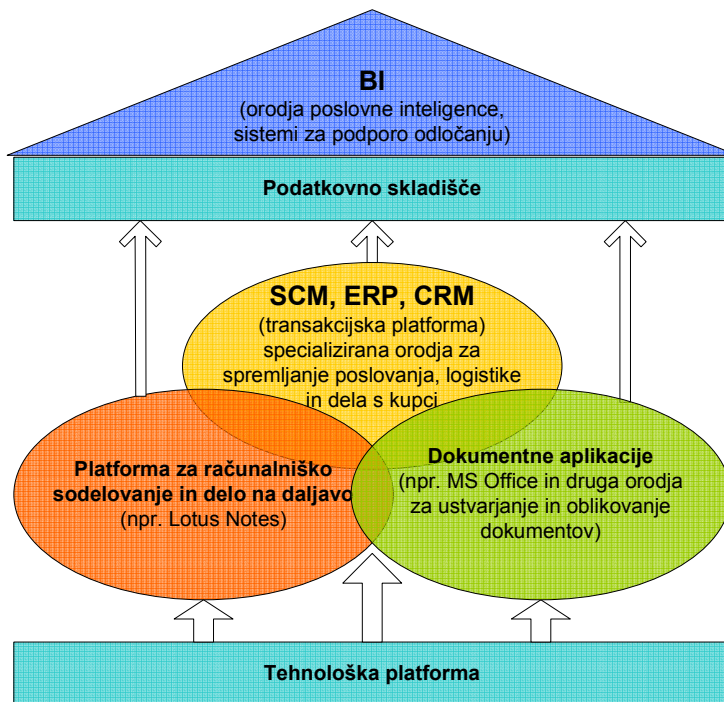 BI
(orodja poslovne inteligence,
sistemi za podporo odločanju)
Podatkovno skladišče
SCM, ERP, CRM
(transakcijska platforma)
specializirana orodja za
spremljanje poslovanja, logistike
in dela s kupci
Platforma za računalniško
sodelovanje in delo na daljavo
(npr. Lotus Notes)
Dokumentne aplikacije
(npr. MS Office in druga orodja
za ustvarjanje in oblikovanje
dokumentov)
Tehnološka platforma